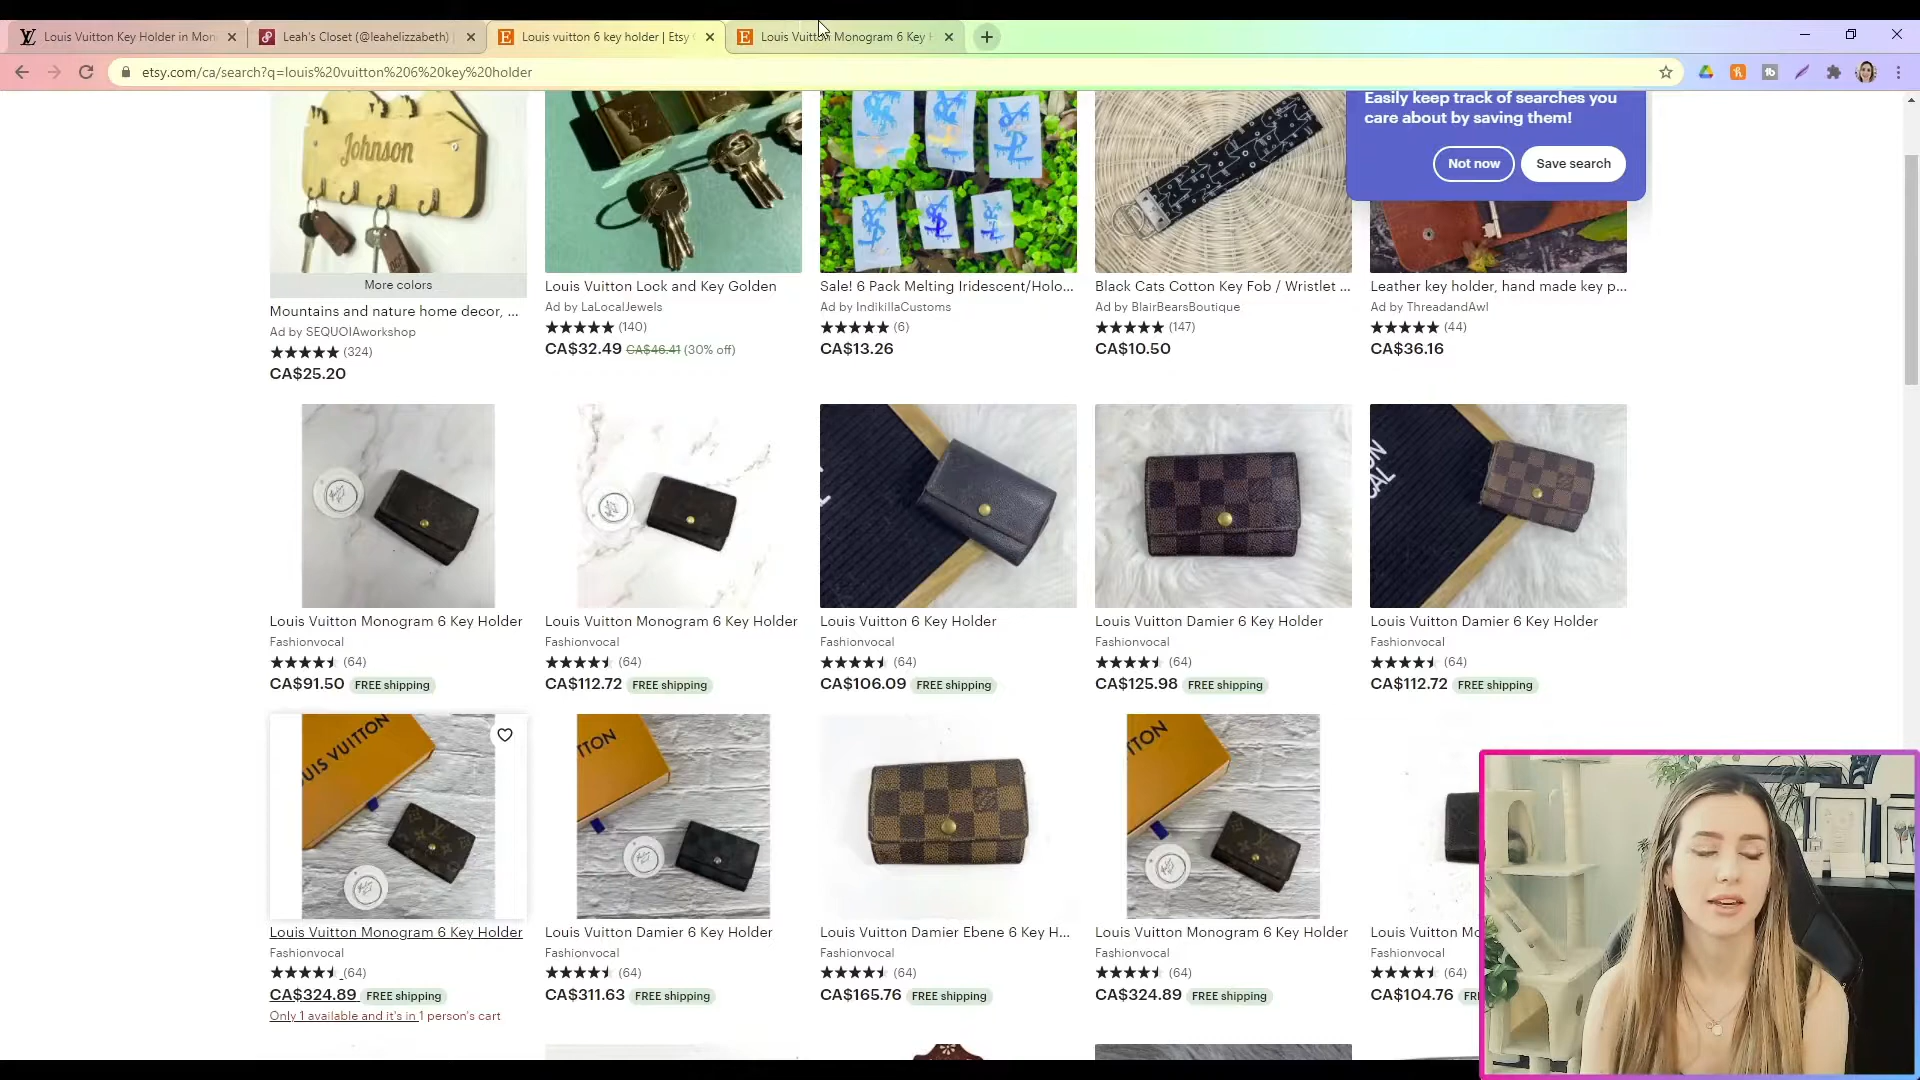 Louis Vuitton Key Holder in Mon
Leah's Closet (@leahelizzabeth)
Louis vuitton 6 key holder | Etsy
Louis Vuitton Monogram 6 Key H
etsy.com/ca/search?q=louis%20vuitton%206%20key%20holder
Easily keep track of searches you
care about by saving them!
Not now
Save search
Johnson
More colors
Mountains and nature home decor, ...
Ad by SEQUOIAworkshop
(324)
CA$25.20
Louis Vuitton Lock and Key Golden
Ad by LaLocalJewels
(140)
CA$32.49 CA$46.41 (30% off)
Sale! 6 Pack Melting Iridescent/Holo...
Ad by IndikillaCustoms
(6)
CA$13.26
Black Cats Cotton Key Fob / Wristlet ...
Ad by BlairBearsBoutique
(147)
CA$10.50
Leather key holder, hand made key p...
Ad by ThreadandAwl
(44)
CA$36.16
Louis Vuitton Monogram 6 Key Holder
Fashionvocal
(64)
CA$91.50 FREE shipping
Louis Vuitton Monogram 6 Key Holder
Fashionvocal
(64)
CA$112.72 FREE shipping
Louis Vuitton 6 Key Holder
Fashionvocal
(64)
CA$106.09 FREE shipping
Louis Vuitton Damier 6 Key Holder
Fashionvocal
(64)
CA$125.98 FREE shipping
Louis Vuitton Damier 6 Key Holder
Fashionvocal
(64)
CA$112.72 FREE shipping
OUIS VUITTON
Louis Vuitton Monogram 6 Key Holder
Fashionvocal
(64)
CA$324.89 FREE shipping
Only 1 available and it's in 1 person's cart
TTON
Louis Vuitton Damier 6 Key Holder
Fashionvocal
(64)
CA$311.63 FREE shipping
Louis Vuitton Damier Ebene 6 Key H...
Fashionvocal
(64)
CA$165.76 FREE shipping
TTON
Louis Vuitton Monogram 6 Key Holder
Fashionvocal
(64)
CA$324.89 FREE shipping
Louis Vuitton Mo
Fashionvocal
(64)
CA$104.76 FRE